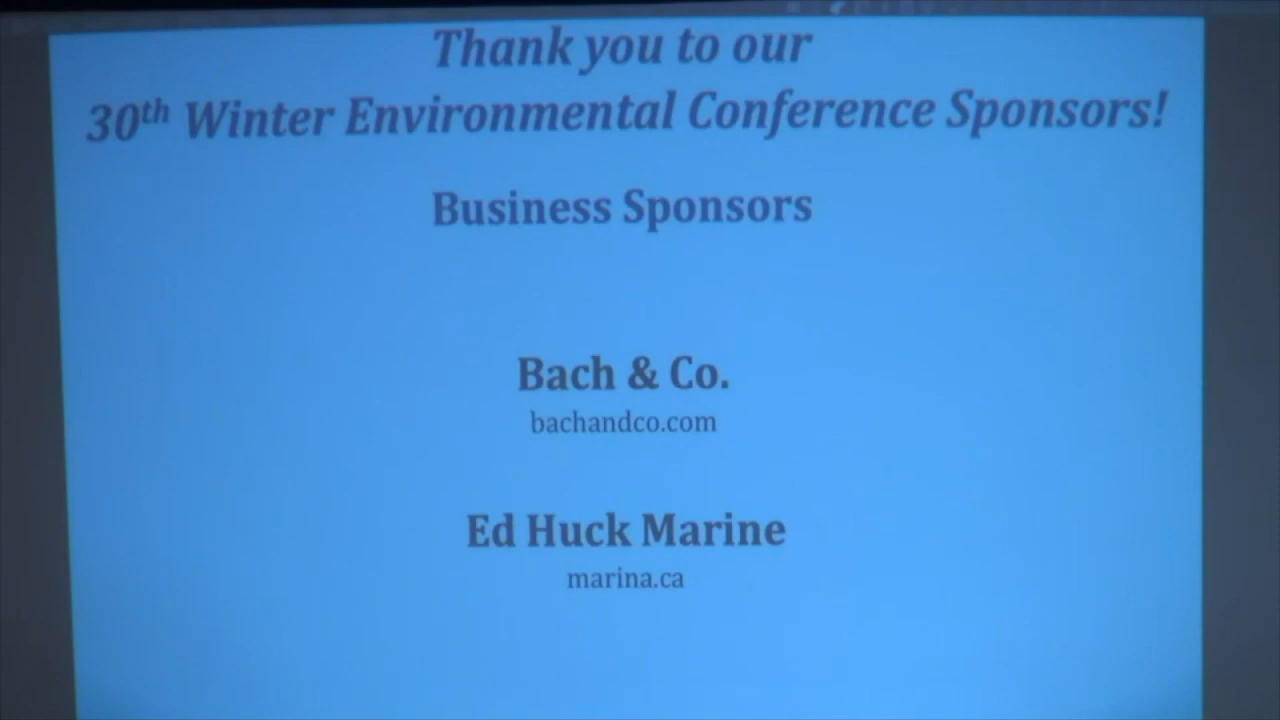 Thank you to our
30th Winter Environmental Conference Sponsors!
Business Sponsors
Bach & Co.
bachandco.com
Ed Huck Marine
marina.ca